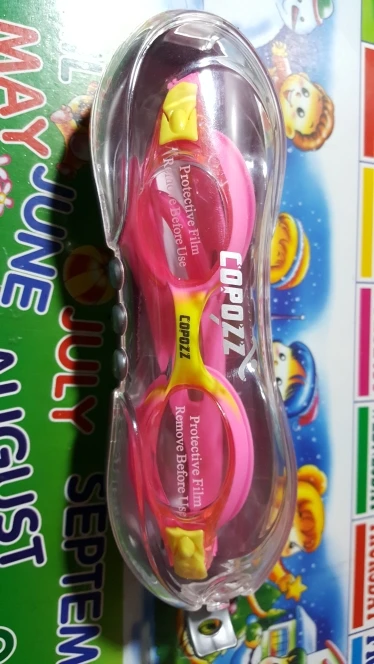 MAY
JUNE
JULY
AUGUST
SEPTEM
COPOZZ
COPOZZ
Protective Film
Remove Before Use
Protective Film
Remove Before Use